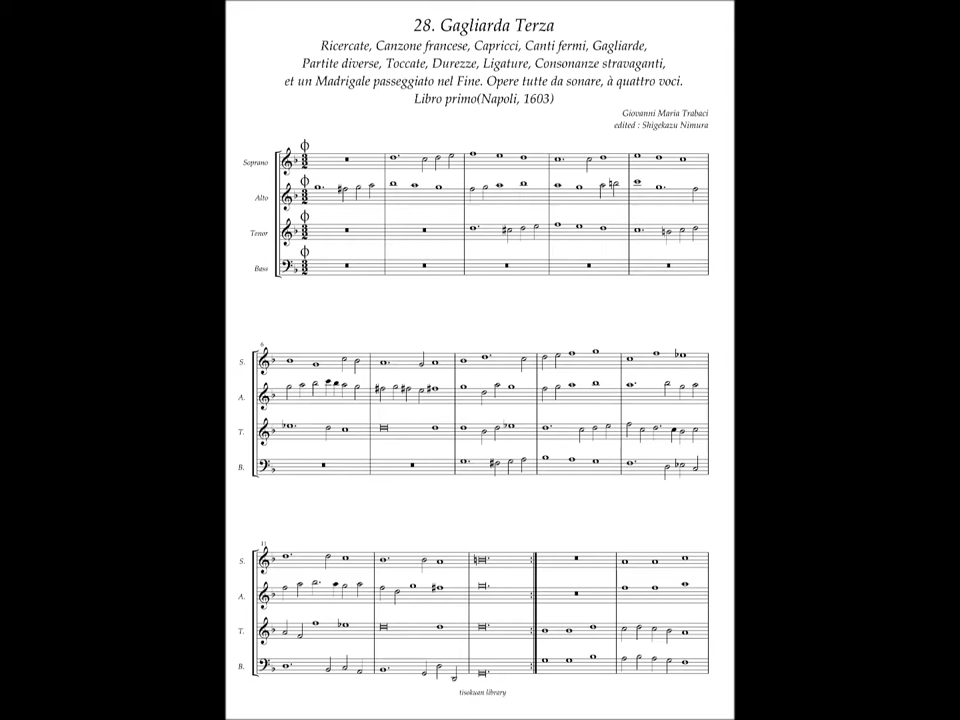 28. Gagliarda Terza
Ricercate, Canzone francese, Capricci, Canti fermi, Gagliarde,
Partite diverse, Toccate, Durezze, Ligature, Consonanze stravaganti,
et un Madrigale passeggiato nel Fine. Opere tutte da sonare, à quattro voci.
Libro primo(Napoli, 1603)
Giovanni Maria Trabaci
edited : Shigekazu Nimura
Soprano
Alto
Tenor
Bass
6
S.
A.
T.
B.
11
S.
A.
T.
B.
tisekuan library